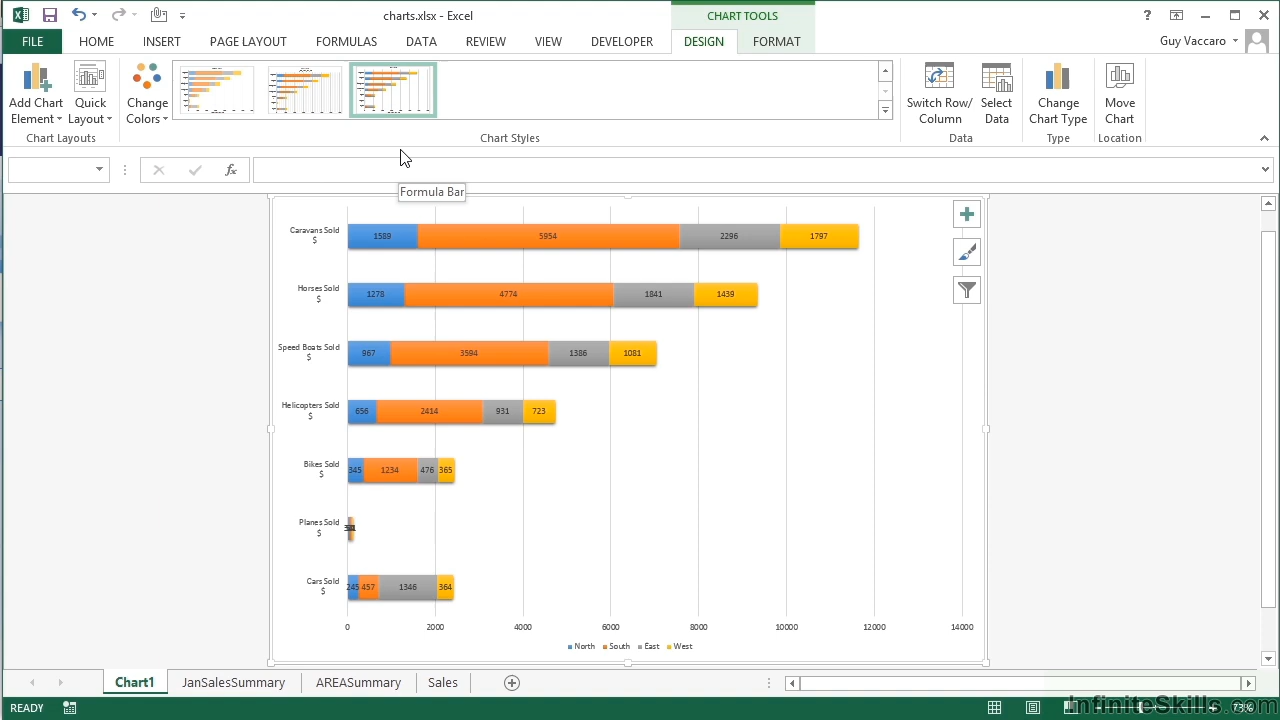 charts.xlsx - Excel
CHART TOOLS
FILE
HOME
INSERT
PAGE LAYOUT
FORMULAS
DATA
REVIEW
VIEW
DEVELOPER
DESIGN
FORMAT
Guy Vaccaro
Add Chart
Element
Quick
Layout
Change
Colors
Switch Row/
Column
Select
Data
Change
Chart Type
Move
Chart
Chart Layouts
Chart Styles
Data
Type
Location
fx
Formula Bar
Caravans Sold
$
1589 5954 2296 1797
Horses Sold
$
1278 4774 1841 1439
Speed Boats Sold
$
967 3594 1386 1081
Helicopters Sold
$
656 2414 931 723
Bikes Sold
$
345 1234 476 365
Planes Sold
$
Cars Sold
$
245 457 1346 364
0 2000 4000 6000 8000 10000 12000 14000
North South East West
Chart1
JanSalesSummary
AREASummary
Sales
READY
73%
InfiniteSkills.com